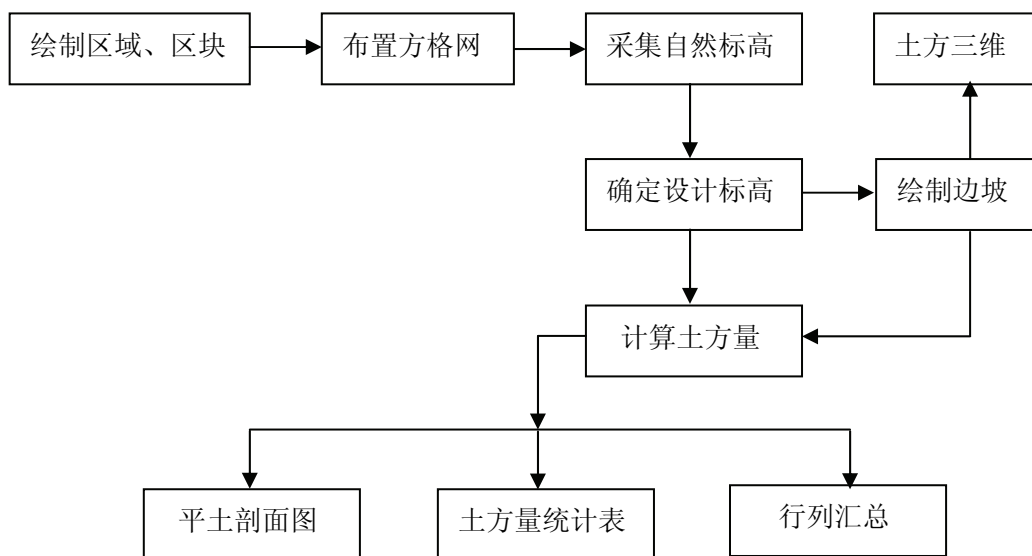 绘制区域、区块
布置方格网
采集自然标高
土方三维
确定设计标高
绘制边坡
计算土方量
平土剖面图
土方量统计表
行列汇总